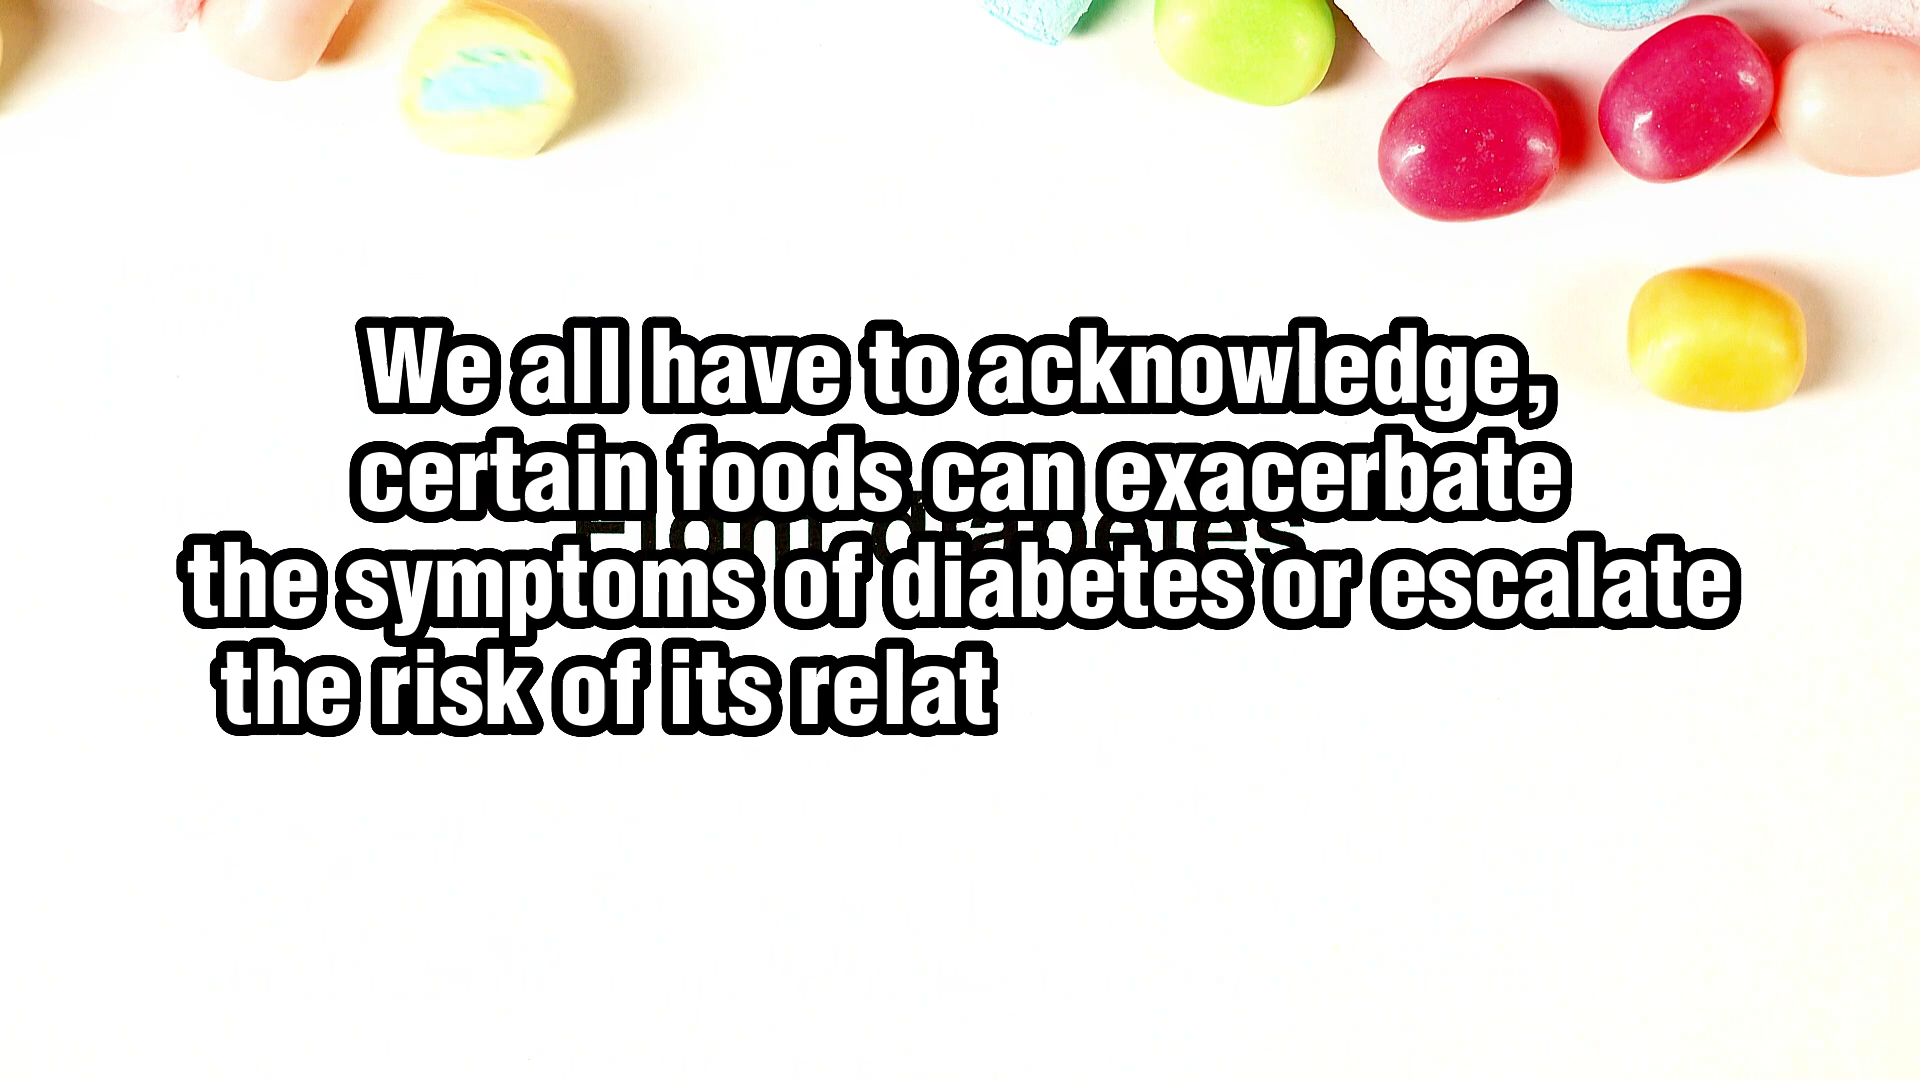 We all have to acknowledge,
certain foods can exacerbate
the symptoms of diabetes or escalate
the risk of its relat
diabetes